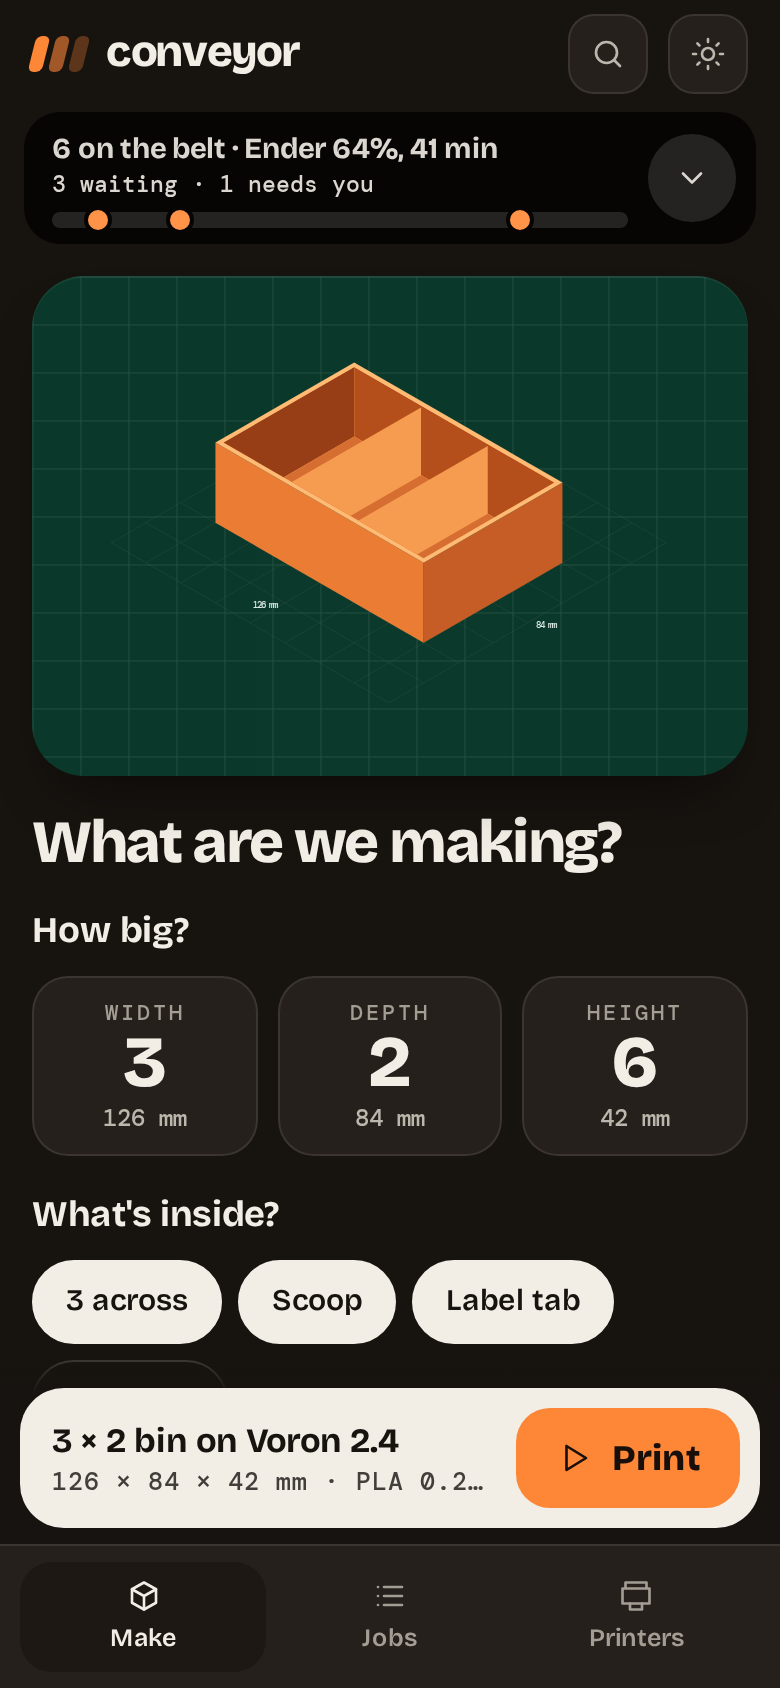 conveyor
6 on the belt · Ender 64%, 41 min
3 waiting · 1 needs you
126 mm
84 mm
What are we making?
How big?
WIDTH DEPTH HEIGHT
3 2 6
126 mm 84 mm 42 mm
What's inside?
3 across Scoop Label tab
3 × 2 bin on Voron 2.4
126 × 84 × 42 mm · PLA 0.2…
Print
Make Jobs Printers